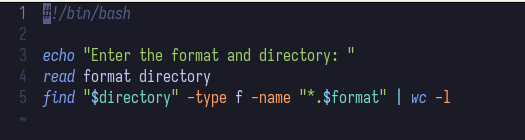 1 #!/bin/bash
2
3 echo "Enter the format and directory: "
4 read format directory
5 find "$directory" -type f -name "*.$format" | wc -l
~